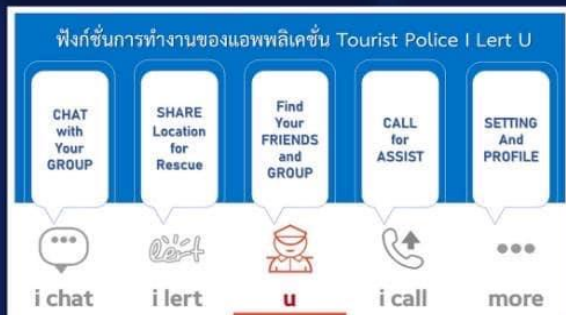 ฟังก์ชั่นการทำงานของแอพพลิเคชั่น Tourist Police I Lert U
CHAT
with
Your
GROUP
SHARE
Location
for
Rescue
Find
Your
FRIENDS
and
GROUP
CALL
for
ASSIST
SETTING
And
PROFILE
lert
i chat
i lert
u
i call
more